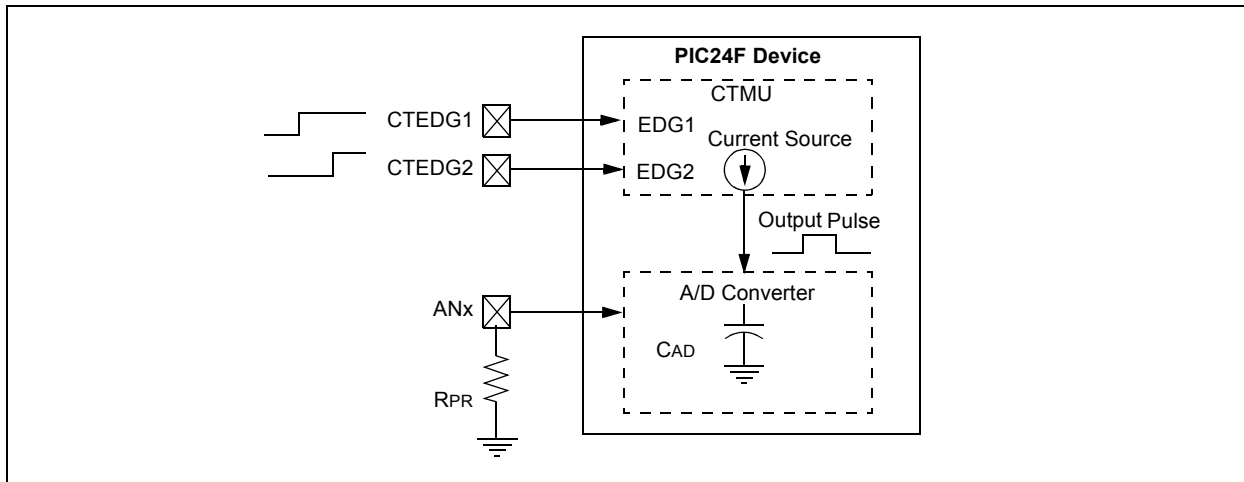 PIC24F Device
CTMU
CTEDG1
EDG1
Current Source
CTEDG2
EDG2
Output Pulse
A/D Converter
ANx
CAD
RPR